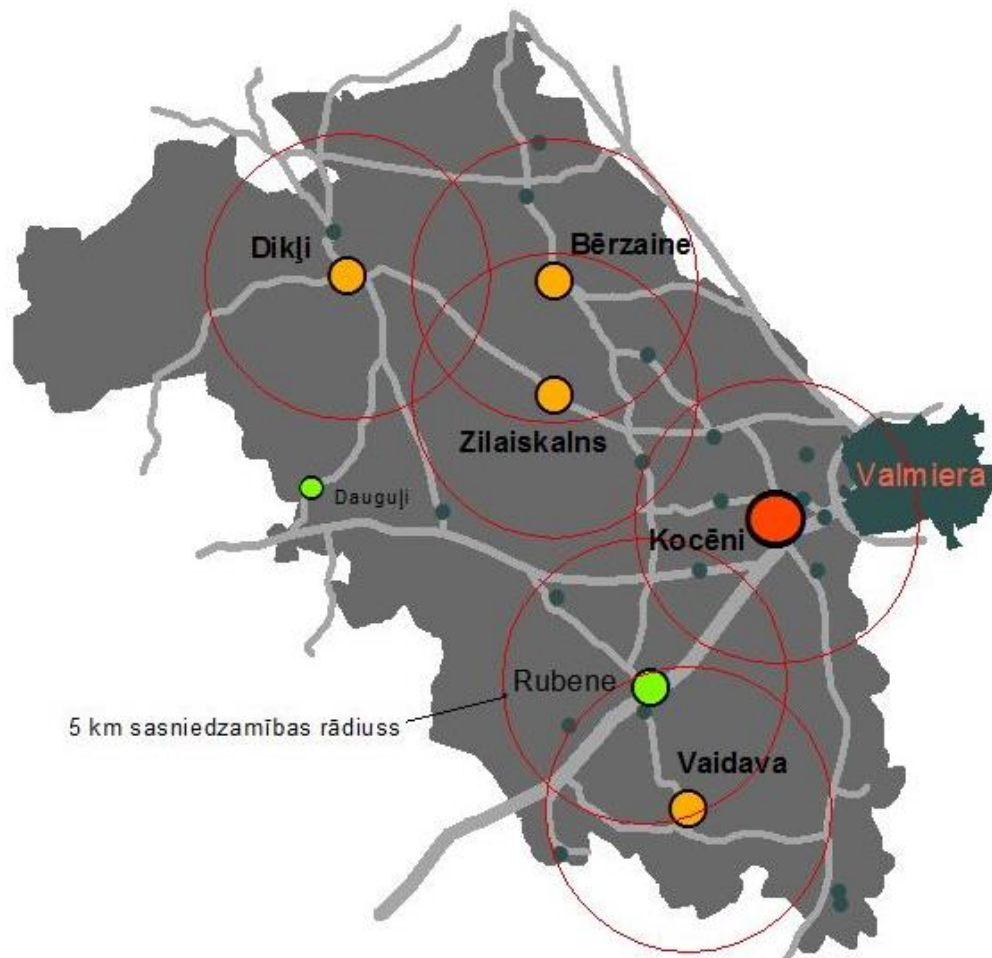 Dikļi
Bērzaine
Zilaiskalns
Valmiera
Dauguļi
Kocēni
Rubene
5 km sasniedzamības rādiuss
Vaidava